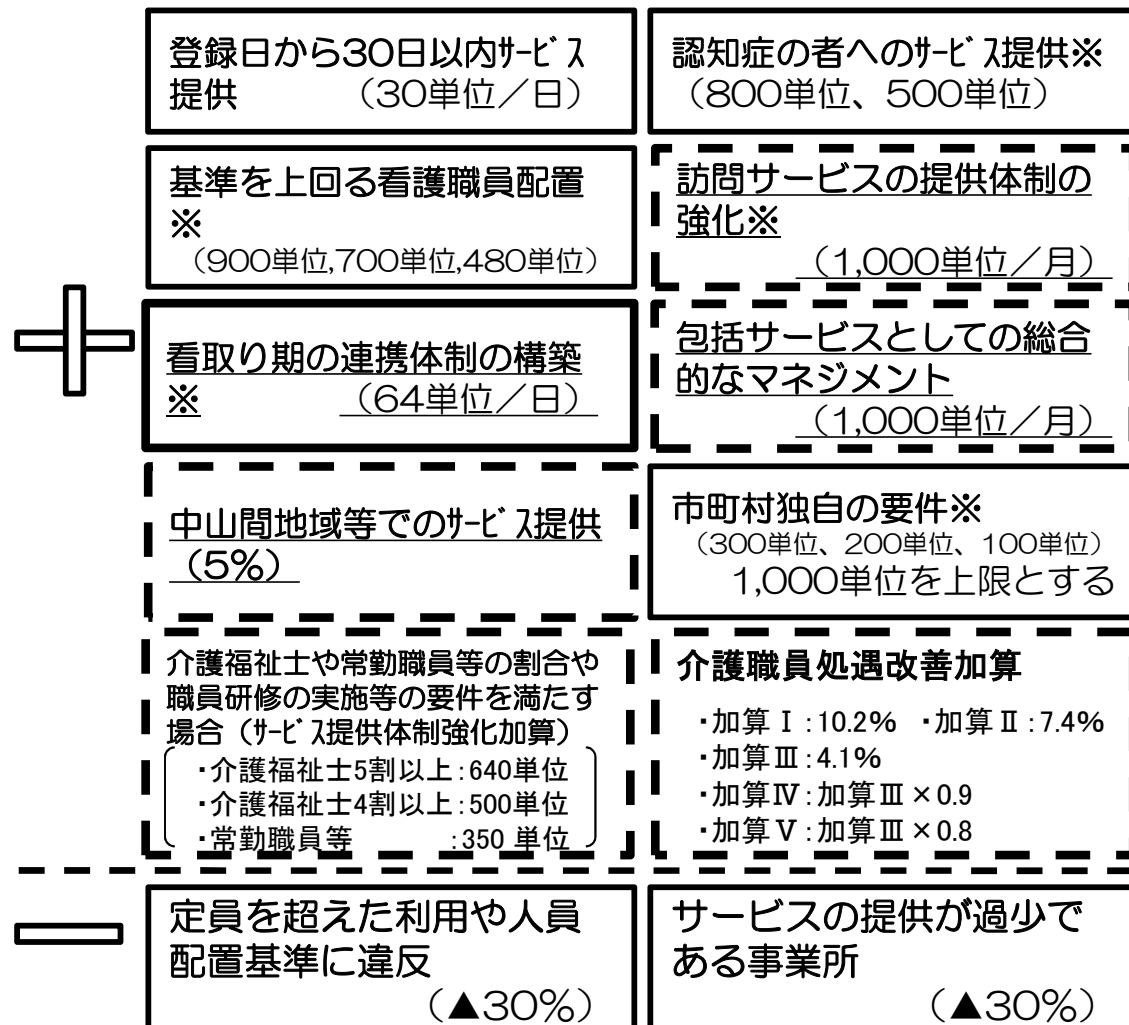 登録日から30日以内ｻｰﾋﾞｽ
提供　（30単位／日）
認知症の者へのｻｰﾋﾞｽ提供※
（800単位、500単位）
基準を上回る看護職員配置
※
（900単位,700単位,480単位）
訪問サービスの提供体制の
強化※
（1,000単位／月）
看取り期の連携体制の構築
※　（64単位／日）
包括サービスとしての総合
的なマネジメント
（1,000単位／月）
中山間地域等でのｻｰﾋﾞｽ提供
（5%）
市町村独自の要件※
（300単位、200単位、100単位）
1,000単位を上限とする
介護福祉士や常勤職員等の割合や
職員研修の実施等の要件を満たす
場合（ｻｰﾋﾞｽ提供体制強化加算）
・介護福祉士5割以上：640単位
・介護福祉士4割以上：500単位
・常勤職員等　：350 単位
介護職員処遇改善加算
・加算Ⅰ：10.2%　・加算Ⅱ：7.4%
・加算Ⅲ：4.1%
・加算Ⅳ：加算Ⅲ×0.9
・加算Ⅴ：加算Ⅲ×0.8
定員を超えた利用や人員
配置基準に違反
（▲30%）
サービスの提供が過少で
ある事業所
（▲30%）